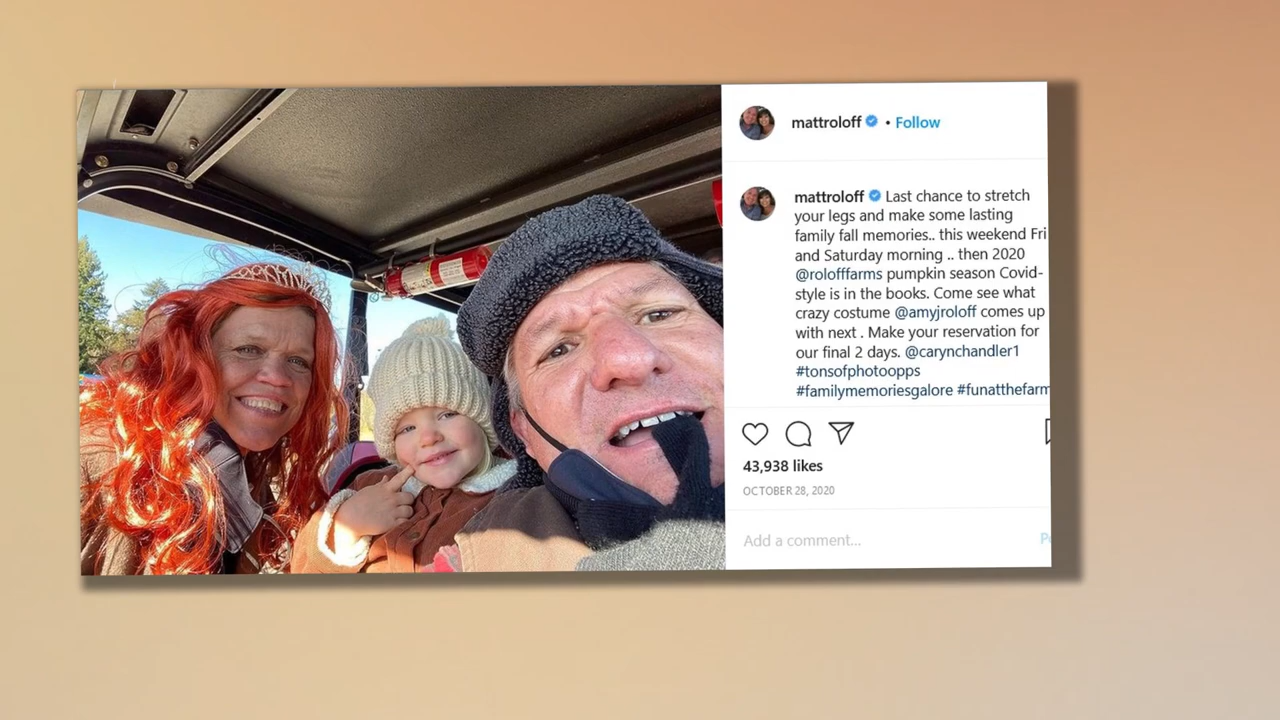 mattroloff • Follow
mattroloff Last chance to stretch
your legs and make some lasting
family fall memories.. this weekend Fri
and Saturday morning .. then 2020
@rolofffarms pumpkin season Covid-
style is in the books. Come see what
crazy costume @amyjroloff comes up
with next . Make your reservation for
our final 2 days. @carynchandler1
#tonsofphotoopps
#familymemoriesgalore #funatthefarm
43,938 likes
OCTOBER 28, 2020
Add a comment...